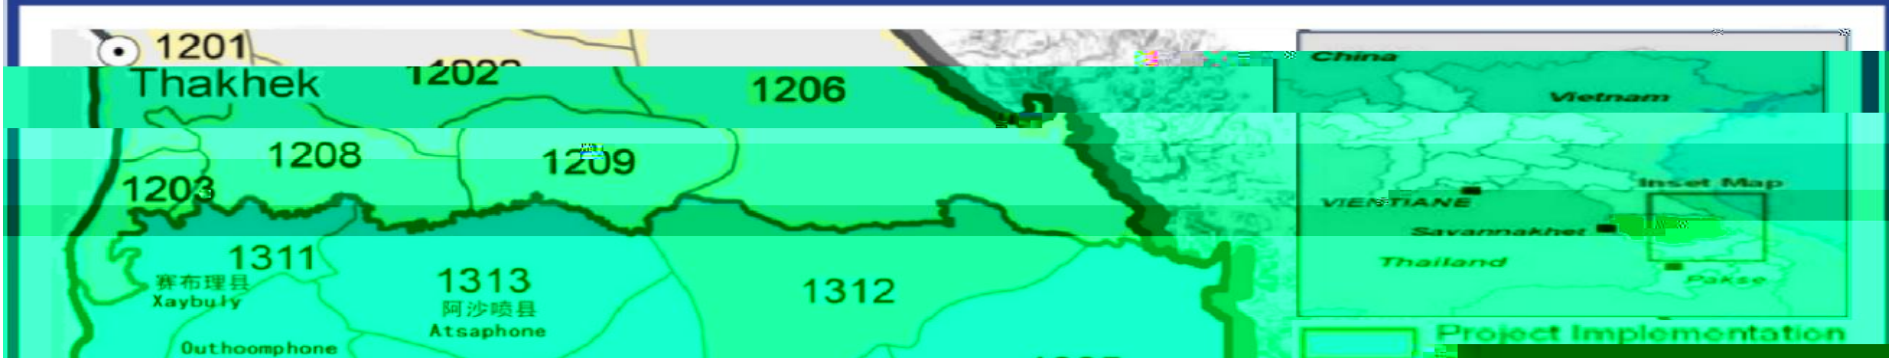 1201
Thakhek
1202
1206
1208
1209
1203
1311
赛布理县
Xaybuly
1313
阿沙喷县
Atsaphone
1312
Outhoomphone
China
Vietnam
Inset Map
VIENTIANE
Savannakhet
Thailand
Pakse
Project Implementation